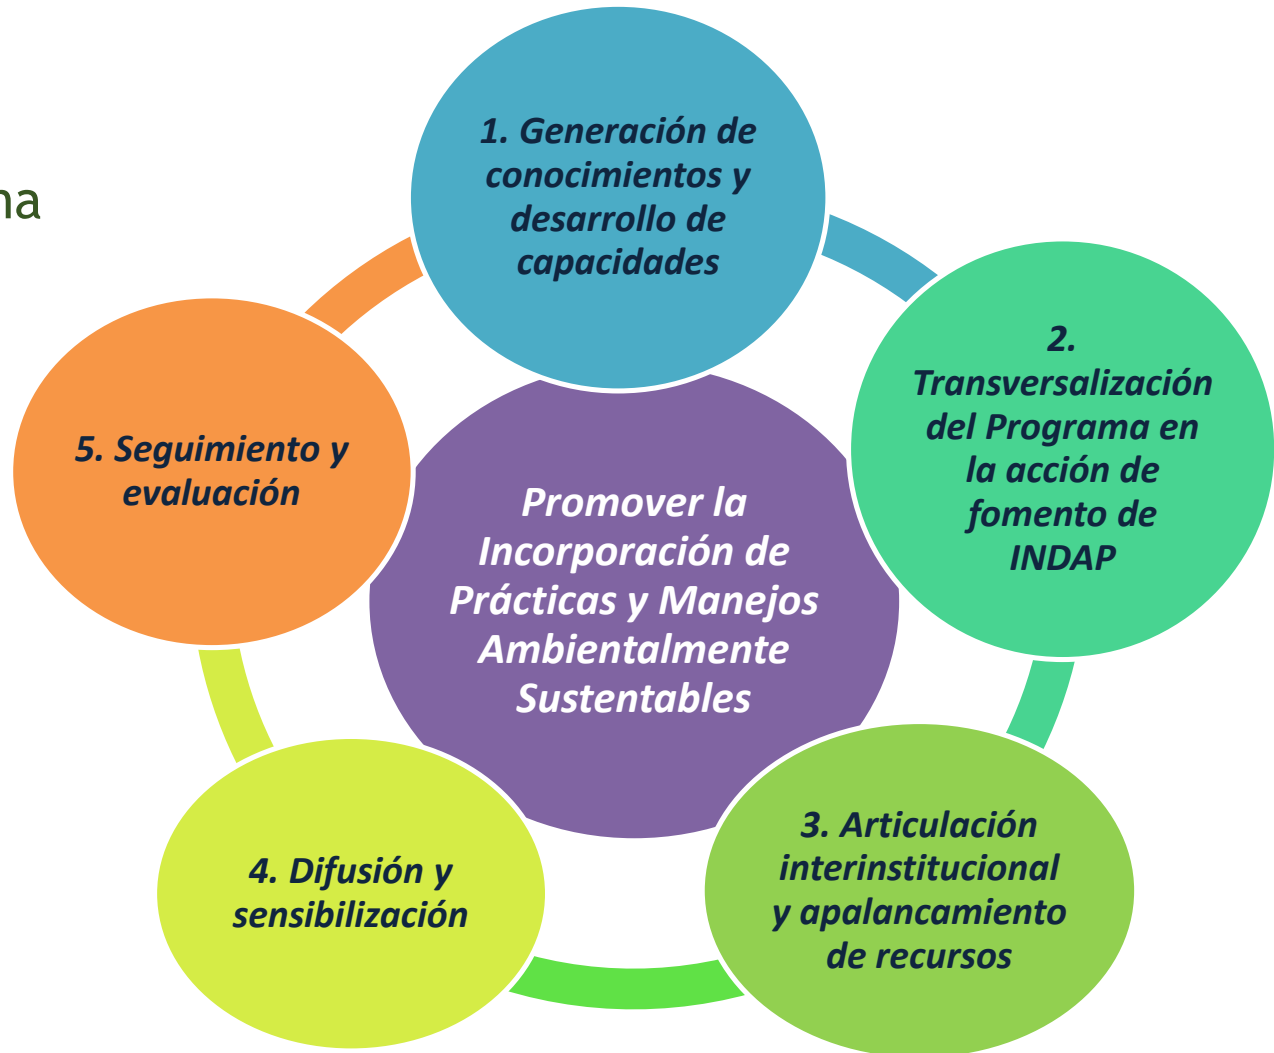 1. Generación de
conocimientos y
desarrollo de
capacidades
2.
Transversalización
del Programa en
la acción de
fomento de
INDAP
3. Articulación
interinstitucional
y apalancamiento
de recursos
4. Difusión y
sensibilización
5. Seguimiento y
evaluación
Promover la
Incorporación de
Prácticas y Manejos
Ambientalmente
Sustentables